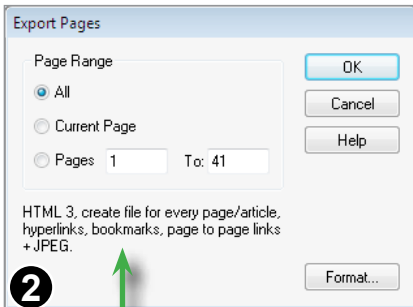 Export Pages
Page Range
OK
All
Cancel
Current Page
Help
Pages 1 To: 41
HTML 3, create file for every page/article,
hyperlinks, bookmarks, page to page links
+JPEG.
2
Format...